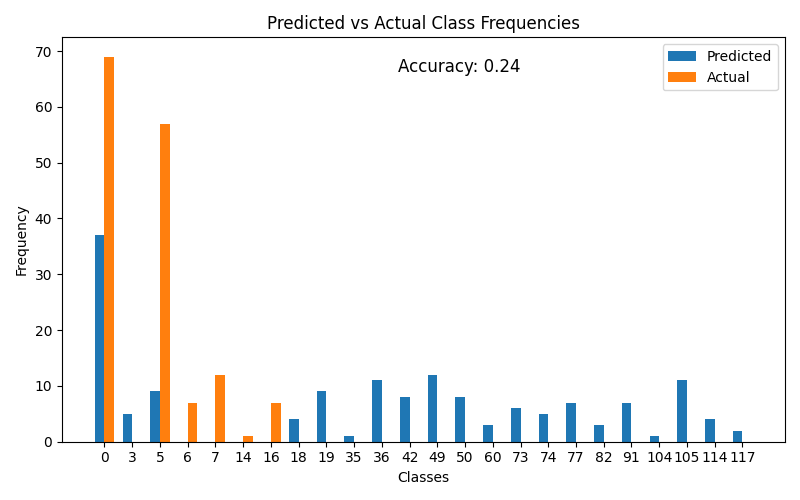 Predicted vs Actual Class Frequencies
Accuracy: 0.24
Predicted
Actual
Frequency
70
60
50
40
30
20
10
0
0 3 5 6 7 14 16 18 19 35 36 42 49 50 60 73 74 77 82 91 104 105 114 117
Classes